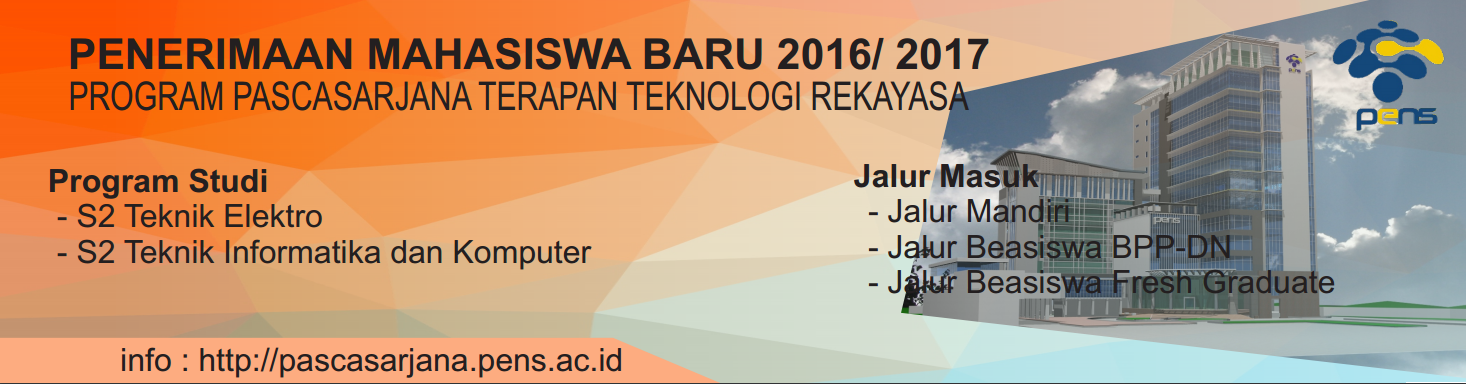 PENERIMAAN MAHASISWA BARU 2016/ 2017
PROGRAM PASCASARJANA TERAPAN TEKNOLOGI REKAYASA
pens
Program Studi
- S2 Teknik Elektro
- S2 Teknik Informatika dan Komputer
Jalur Masuk
- Jalur Mandiri
- Jalur Beasiswa BPP-DN
- Jalur Beasiswa Fresh Graduate
pens
info : http://pascasarjana.pens.ac.id